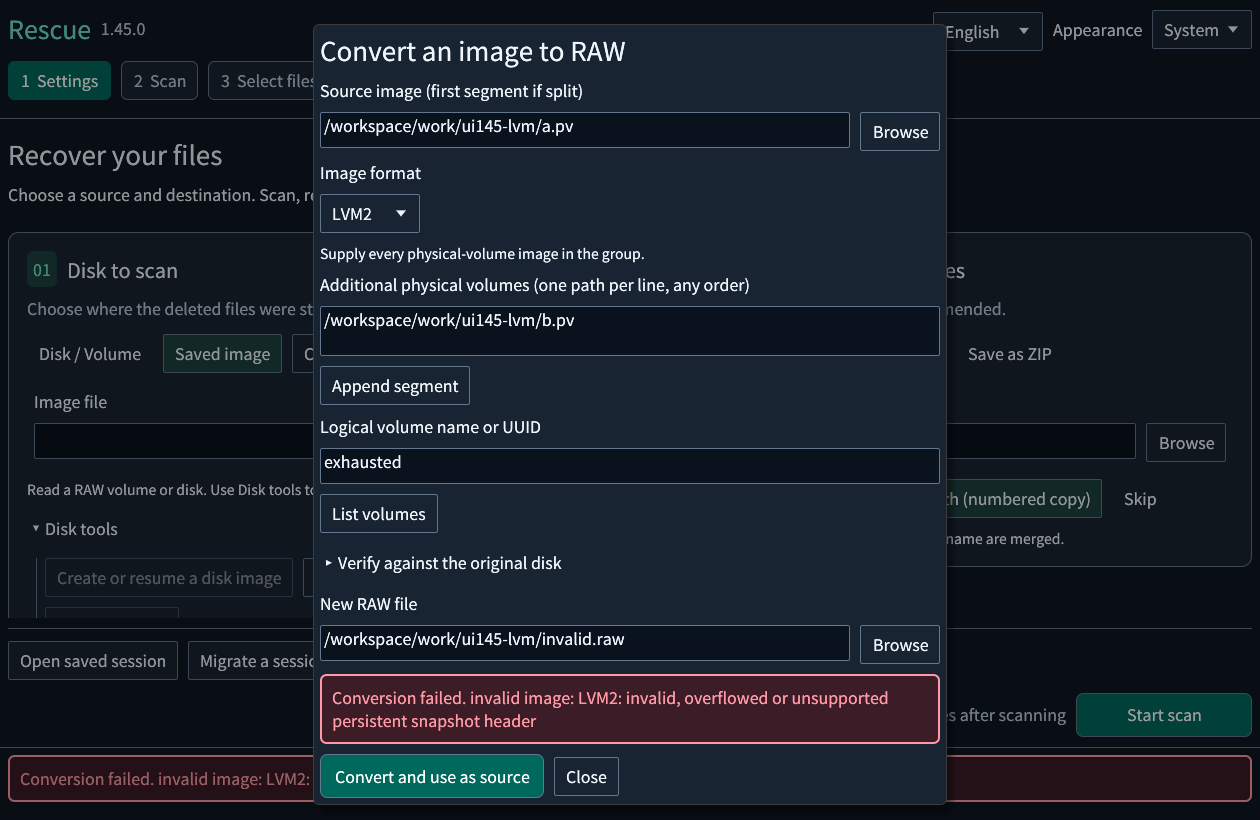 Rescue 1.45.0
English
Appearance
System
1 Settings
2 Scan
3 Select files
Recover your files
Choose a source and destination. Scan,
01 Disk to scan
Choose where the deleted files were
Disk / Volume
Saved image
Save as ZIP
Image file
Browse
Read a RAW volume or disk. Use Disk tools
Disk tools
(numbered copy)
Skip
name are merged.
Create or resume a disk image
Open saved session
Migrate a
after scanning
Start scan
Conversion failed. invalid image: LVM2:
Convert an image to RAW
Source image (first segment if split)
/workspace/work/ui145-lvm/a.pv
Browse
Image format
LVM2
Supply every physical-volume image in the group.
Additional physical volumes (one path per line, any order)
/workspace/work/ui145-lvm/b.pv
Append segment
Logical volume name or UUID
exhausted
List volumes
Verify against the original disk
New RAW file
/workspace/work/ui145-lvm/invalid.raw
Browse
Conversion failed. invalid image: LVM2: invalid, overflowed or unsupported
persistent snapshot header
Convert and use as source
Close